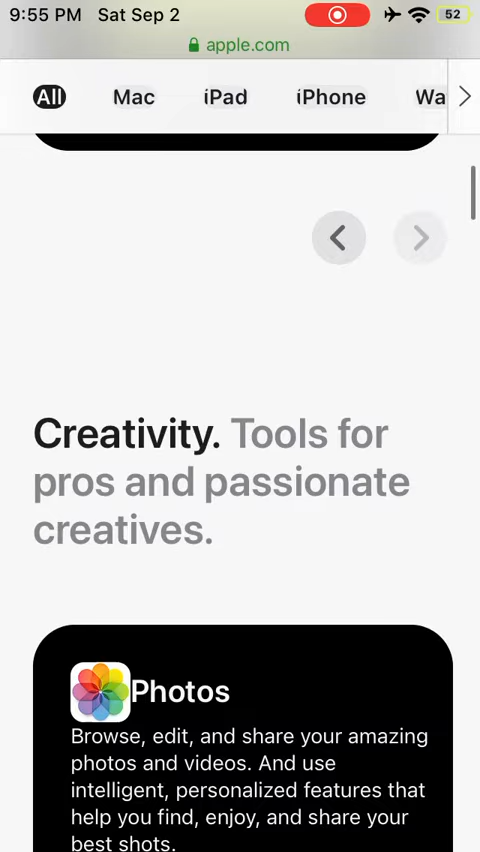 9:55 PM Sat Sep 2 52
apple.com
All Mac iPad iPhone Wa
Creativity. Tools for
pros and passionate
creatives.
Photos
Browse, edit, and share your amazing
photos and videos. And use
intelligent, personalized features that
help you find, enjoy, and share your
best shots.